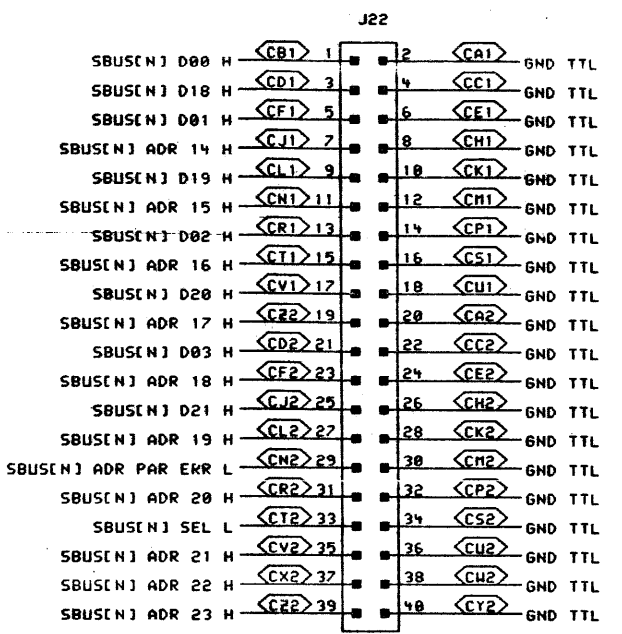 J22
SBUS[N] D00 H CB1 1 2 CA1 GND TTL
SBUS[N] D18 H CD1 3 4 CC1 GND TTL
SBUS[N] D01 H CF1 5 6 CE1 GND TTL
SBUS[N] ADR 14 H CJ1 7 8 CH1 GND TTL
SBUS[N] D19 H CL1 9 10 CK1 GND TTL
SBUS[N] ADR 15 H CN1 11 12 CM1 GND TTL
SBUS[N] D02 H CR1 13 14 CP1 GND TTL
SBUS[N] ADR 16 H CT1 15 16 CS1 GND TTL
SBUS[N] D20 H CV1 17 18 CU1 GND TTL
SBUS[N] ADR 17 H CZ2 19 20 CA2 GND TTL
SBUS[N] D03 H CD2 21 22 CC2 GND TTL
SBUS[N] ADR 18 H CF2 23 24 CE2 GND TTL
SBUS[N] D21 H CJ2 25 26 CH2 GND TTL
SBUS[N] ADR 19 H CL2 27 28 CK2 GND TTL
SBUS[N] ADR PAR ERR L CN2 29 30 CM2 GND TTL
SBUS[N] ADR 20 H CR2 31 32 CP2 GND TTL
SBUS[N] SEL L CT2 33 34 CS2 GND TTL
SBUS[N] ADR 21 H CV2 35 36 CU2 GND TTL
SBUS[N] ADR 22 H CX2 37 38 CW2 GND TTL
SBUS[N] ADR 23 H CZ2 39 40 CY2 GND TTL